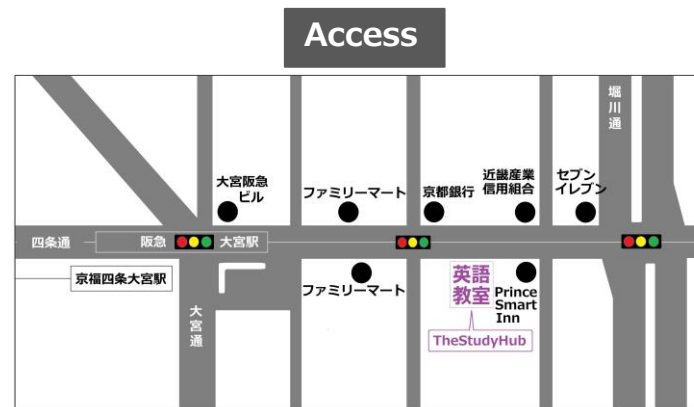 Access
堀川通
大宮阪急
ビル
ファミリーマート
京都銀行
近畿産業
信用組合
セブン
イレブン
四条通
阪急
大宮駅
京福四条大宮駅
大宮通
ファミリーマート
英語
教室
Prince
Smart
Inn
TheStudyHub